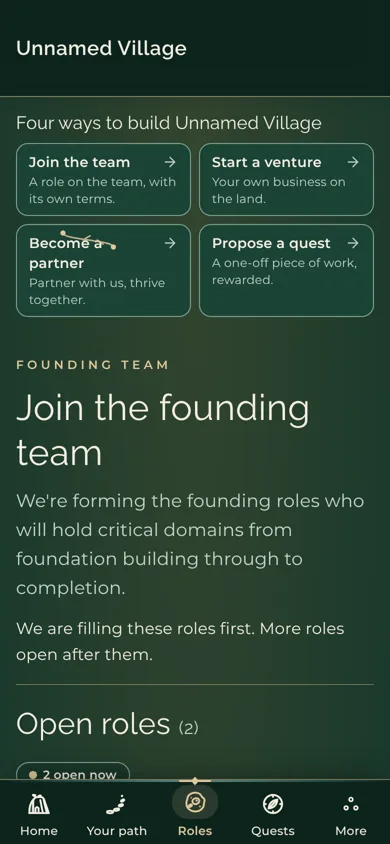 Unnamed Village
Four ways to build Unnamed Village
Join the team →
A role on the team, with
its own terms.
Start a venture →
Your own business on
the land.
Become a →
partner
Partner with us, thrive
together.
Propose a quest →
A one-off piece of work,
rewarded.
FOUNDING TEAM
Join the founding
team
We're forming the founding roles who
will hold critical domains from
foundation building through to
completion.
We are filling these roles first. More roles
open after them.
Open roles (2)
2 open now
Home
Your path
Roles
Quests
More